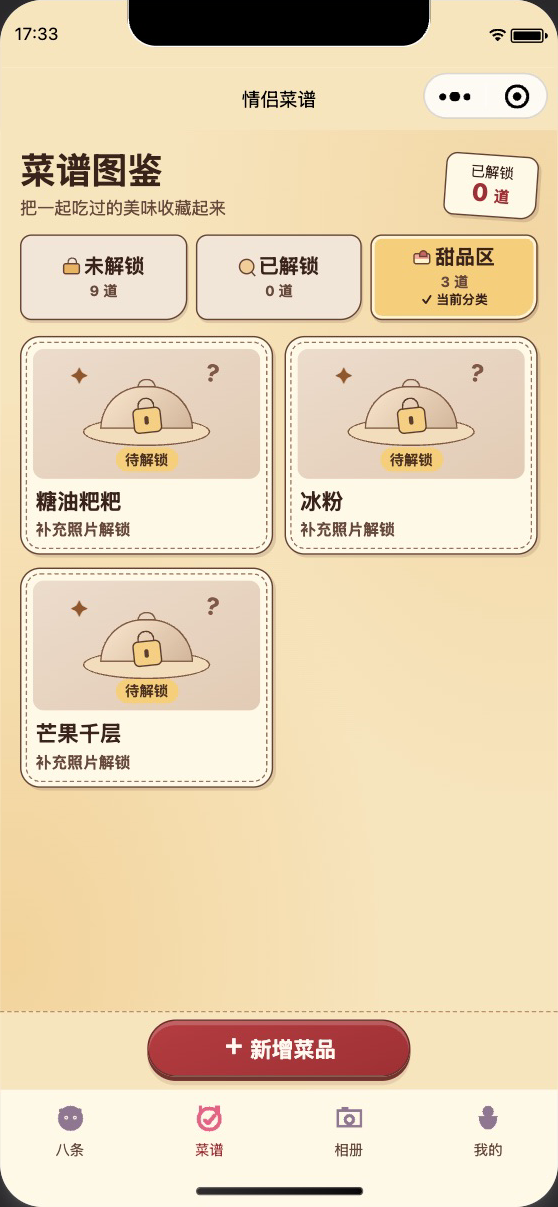 17:33
情侣菜谱
菜谱图鉴
把一起吃过的美味收藏起来
已解锁
0 道
未解锁
9 道
已解锁
0 道
甜品区
3 道
✓ 当前分类
?
待解锁
糖油粑粑
补充照片解锁
?
待解锁
冰粉
补充照片解锁
?
待解锁
芒果千层
补充照片解锁
+ 新增菜品
八条
菜谱
相册
我的